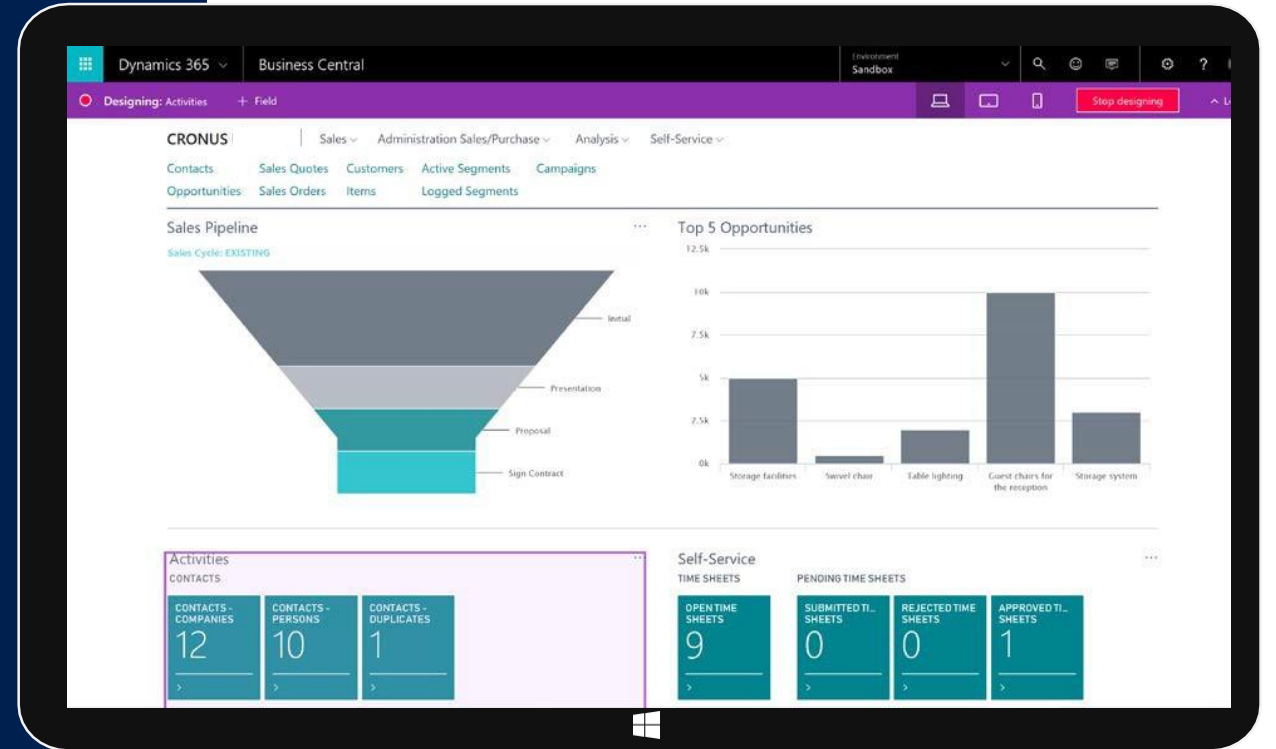 Dynamics 365
Business Central
Environment
Sandbox
?
Designing: Activities
+ Field
Stop designing
CRONUS
Sales
Administration Sales/Purchase
Analysis
Self-Service
Contacts
Sales Quotes
Customers
Active Segments
Campaigns
Opportunities
Sales Orders
Items
Logged Segments
Sales Pipeline
Sales Cycle: EXISTING
Initial
Presentation
Proposal
Sign Contract
Top 5 Opportunities
12.5k
10k
7.5k
5k
2.5k
0k
Storage facilities
Swivel chair
Table lighting
Guest chairs for
the reception
Storage system
Activities
CONTACTS
CONTACTS -
COMPANIES
12
CONTACTS -
PERSONS
10
CONTACTS -
DUPLICATES
1
Self-Service
TIME SHEETS
PENDING TIME SHEETS
OPEN TIME
SHEETS
9
SUBMITTED TI...
SHEETS
0
REJECTED TIME
SHEETS
0
APPROVED TI...
SHEETS
1